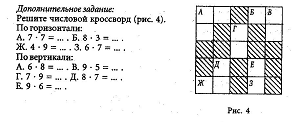 Дополнительное задание:
Решите числовой кроссворд (рис. 4).
По горизонтали:
А. 7 · 7 = ... . Б. 8 · 3 = ... .
Ж. 4 · 9 = ... . З. 6 · 7 = ... .
По вертикали:
А. 6 · 8 = ... . В. 9 · 5 = ... .
Г. 7 · 9 = ... . Д. 8 · 7 = ... .
Е. 9 · 6 = ... .
А Б В
Г
Д Е
Ж З
Рис. 4